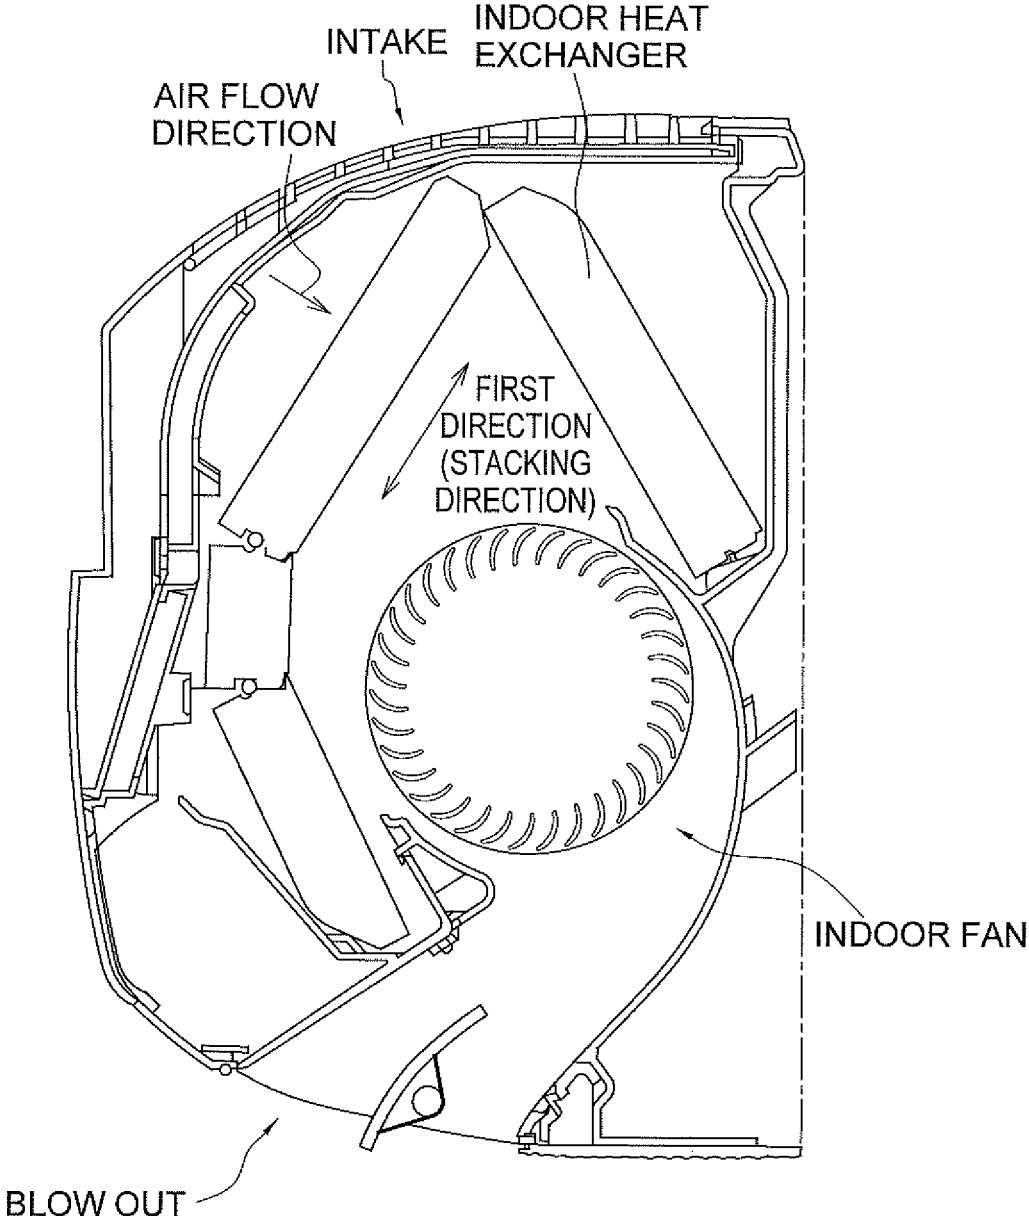 INDOOR HEAT
EXCHANGER
INTAKE
AIR FLOW
DIRECTION
FIRST
DIRECTION
(STACKING
DIRECTION)
INDOOR FAN
BLOW OUT